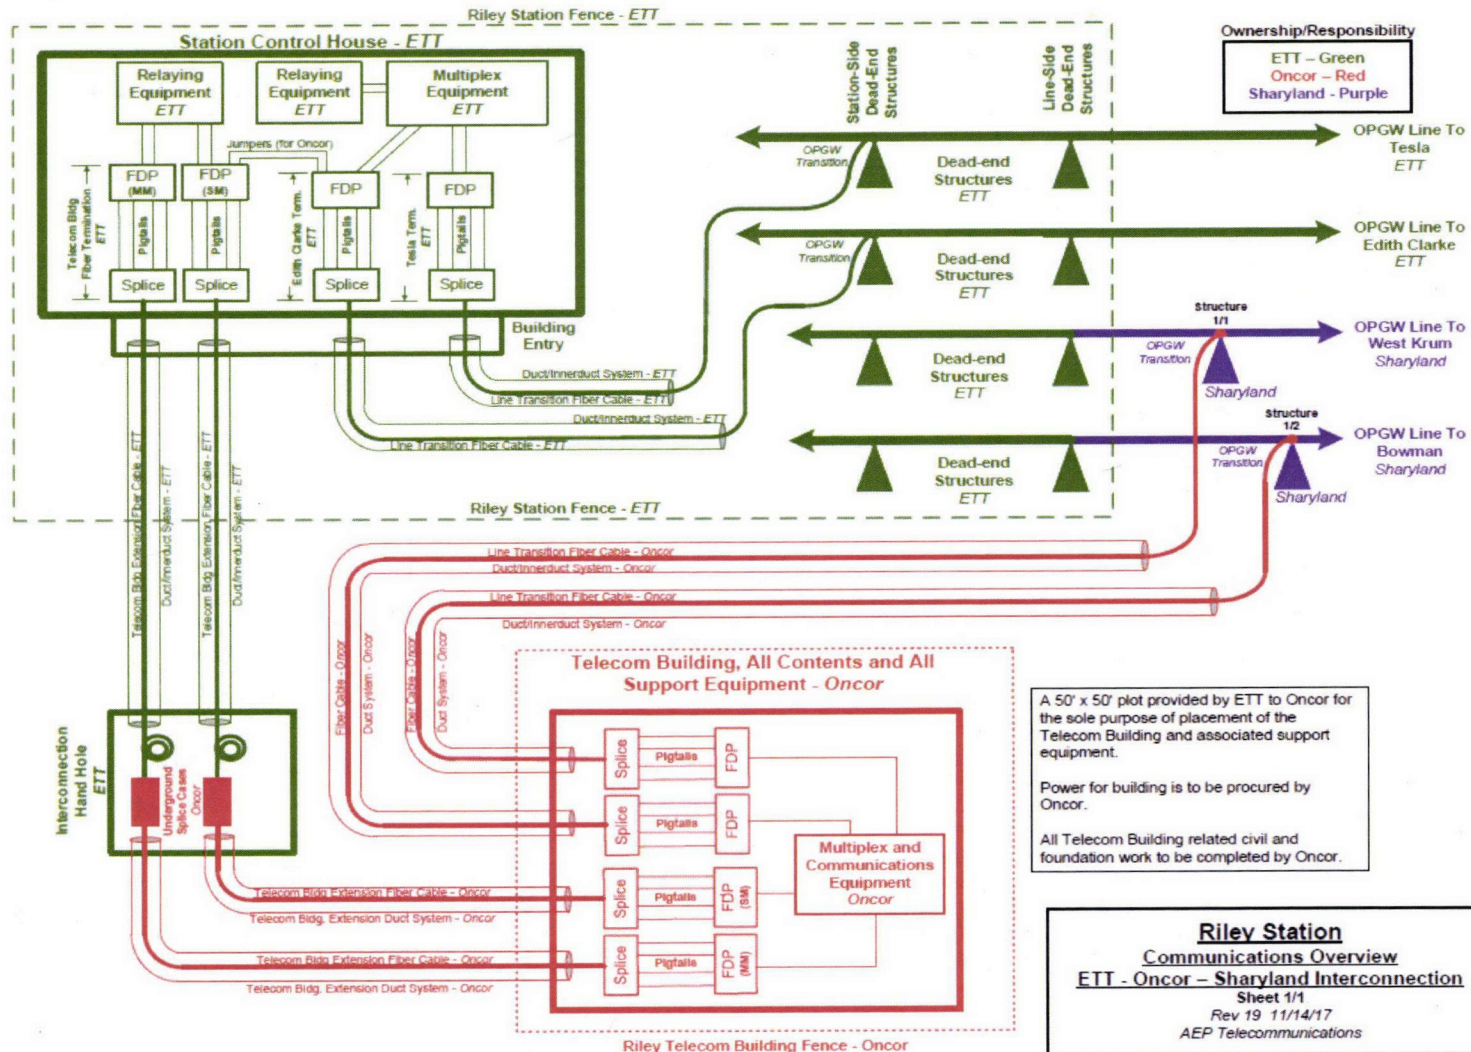 Riley Station Fence - ETT
Station Control House - ETT
Relaying
Equipment
ETT
Relaying
Equipment
ETT
Multiplex
Equipment
ETT
Jumpers (for Oncor)
FDP
(MM)
FDP
(SM)
FDP
FDP
Telecom Bldg
Fiber Termination
ETT
Pigtails
Pigtails
Edith Clarke Term.
ETT
Pigtails
Tesla Term.
ETT
Pigtails
Splice
Splice
Splice
Splice
Building
Entry
Duct/Innerduct System - ETT
Line Transition Fiber Cable - ETT
Duct/Innerduct System - ETT
Line Transition Fiber Cable - ETT
Station-Side
Dead-End
Structures
Line-Side
Dead-End
Structures
OPGW
Transition
Dead-end
Structures
ETT
OPGW
Transition
Dead-end
Structures
ETT
Dead-end
Structures
ETT
Dead-end
Structures
ETT
Ownership/Responsibility
ETT – Green
Oncor – Red
Sharyland - Purple
OPGW Line To
Tesla
ETT
OPGW Line To
Edith Clarke
ETT
Structure
1/1
OPGW
Transition
Sharyland
OPGW Line To
West Krum
Sharyland
Structure
1/2
OPGW
Transition
Sharyland
OPGW Line To
Bowman
Sharyland
Riley Station Fence - ETT
Telecom Bldg Extension Fiber Cable - ETT
Duct/Innerduct System - ETT
Telecom Bldg Extension Fiber Cable - ETT
Duct/Innerduct System - ETT
Line Transition Fiber Cable - Oncor
Duct/Innerduct System - Oncor
Line Transition Fiber Cable - Oncor
Duct/Innerduct System - Oncor
Fiber Cable - Oncor
Duct System - Oncor
Fiber Cable - Oncor
Duct System - Oncor
Interconnection
Hand Hole
ETT
Underground
Splice Cases
Oncor
Telecom Bldg Extension Fiber Cable - Oncor
Telecom Bldg. Extension Duct System - Oncor
Telecom Bldg Extension Fiber Cable - Oncor
Telecom Bldg. Extension Duct System - Oncor
Telecom Building, All Contents and All
Support Equipment - Oncor
Splice
Pigtails
FDP
Splice
Pigtails
FDP
Splice
Pigtails
FDP
(SM)
Splice
Pigtails
FDP
(MM)
Multiplex and
Communications
Equipment
Oncor
Riley Telecom Building Fence - Oncor
A 50' x 50' plot provided by ETT to Oncor for
the sole purpose of placement of the
Telecom Building and associated support
equipment.
Power for building is to be procured by
Oncor.
All Telecom Building related civil and
foundation work to be completed by Oncor.
Riley Station
Communications Overview
ETT - Oncor – Sharyland Interconnection
Sheet 1/1
Rev 19 11/14/17
AEP Telecommunications